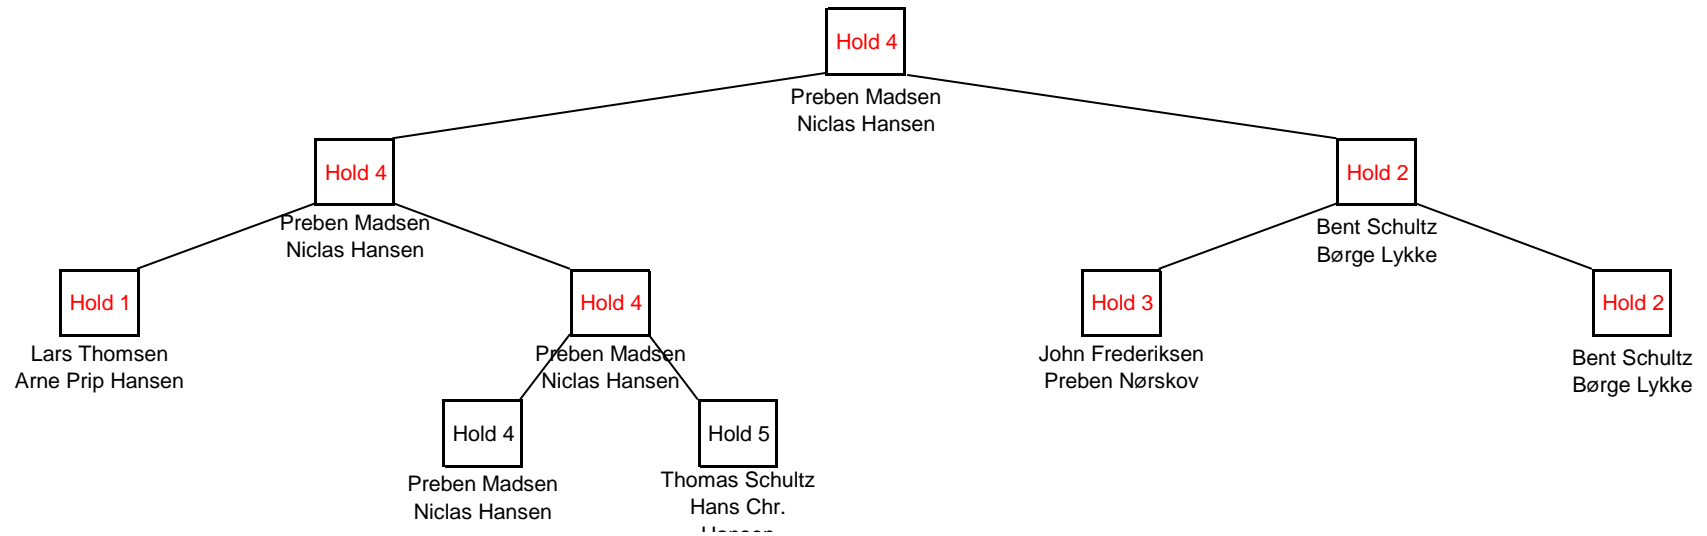 Hold 4
Preben Madsen
Niclas Hansen
Hold 4
Preben Madsen
Niclas Hansen
Hold 2
Bent Schultz
Børge Lykke
Hold 1
Lars Thomsen
Arne Prip Hansen
Hold 4
Preben Madsen
Niclas Hansen
Hold 3
John Frederiksen
Preben Nørskov
Hold 2
Bent Schultz
Børge Lykke
Hold 4
Preben Madsen
Niclas Hansen
Hold 5
Thomas Schultz
Hans Chr.
Hansen